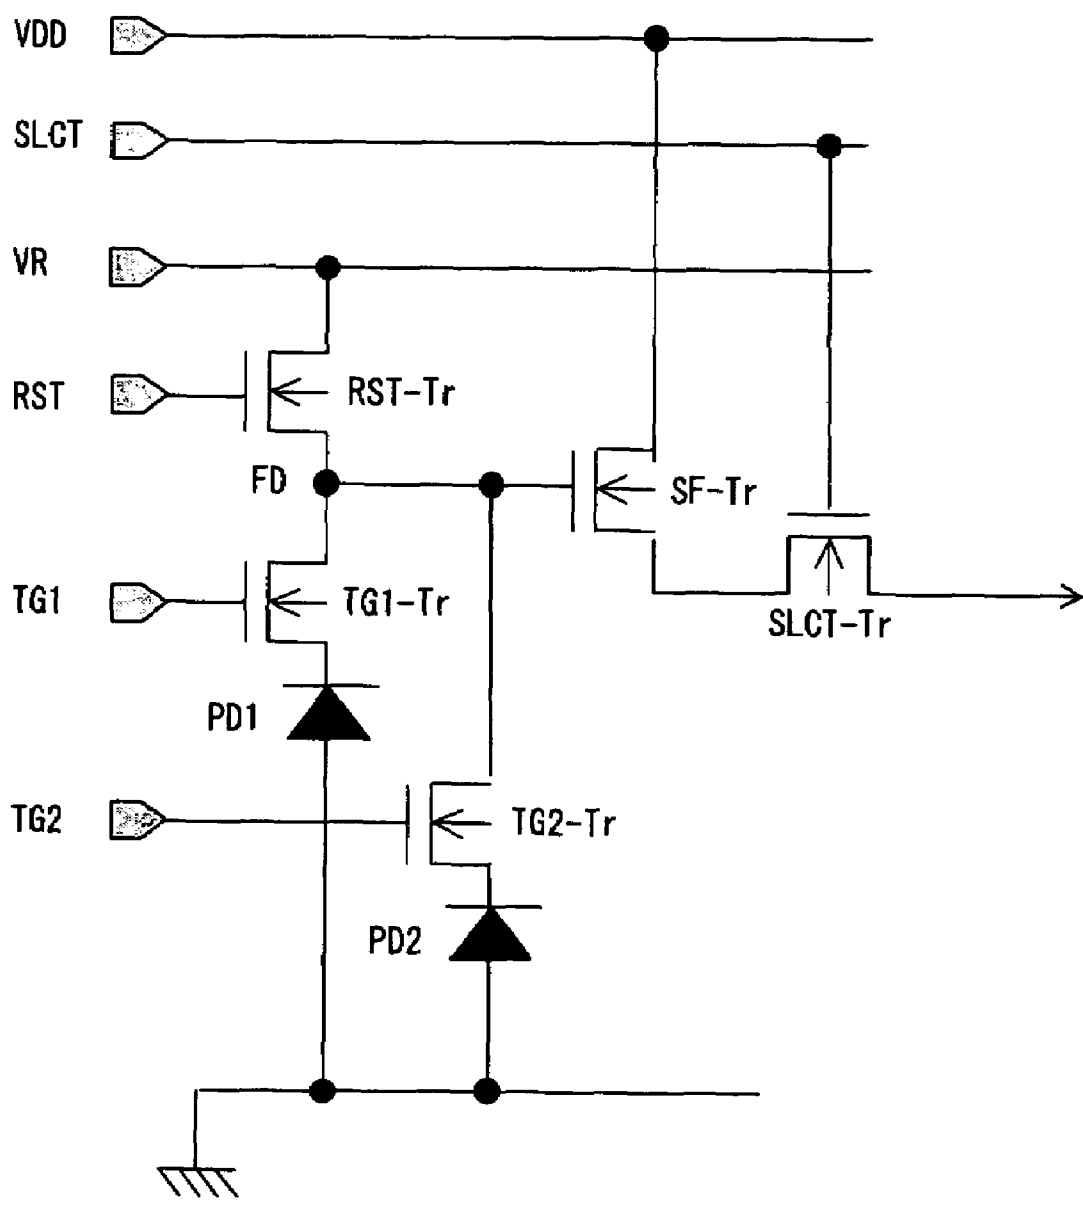 VDD
SLCT
VR
RST
RST-Tr
FD
SF-Tr
TG1
TG1-Tr
SLCT-Tr
PD1
TG2
TG2-Tr
PD2